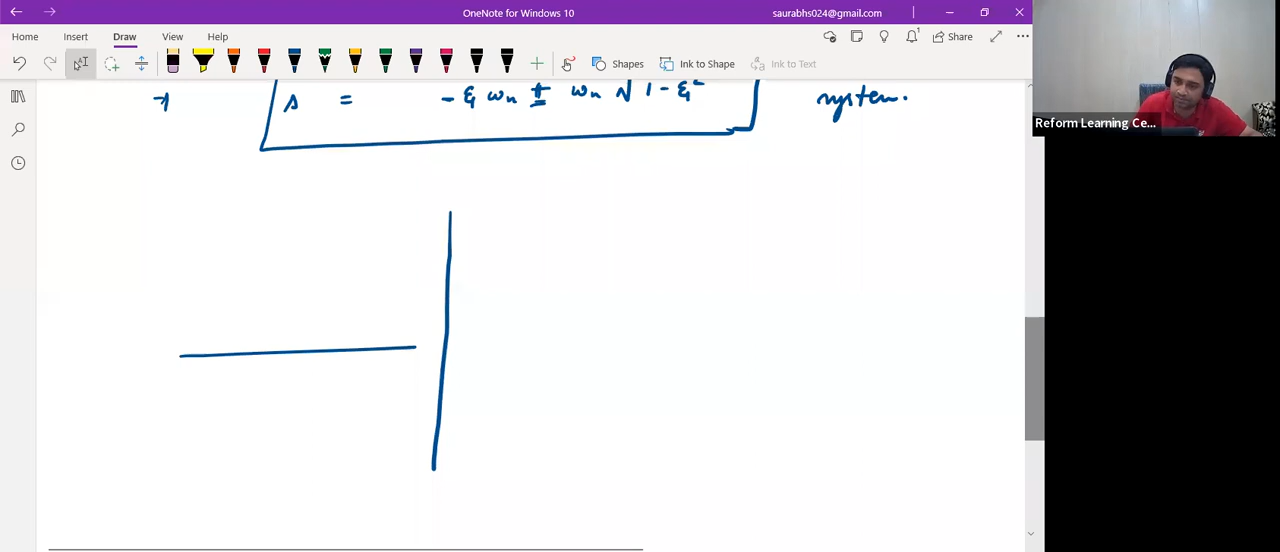 OneNote for Windows 10
saurabhs024@gmail.com
Home Insert Draw View Help
Share
Shapes Ink to Shape Ink to Text
→ s = - ξ ωn ± ωn √ 1 - ξ² system.
Reform Learning Ce...